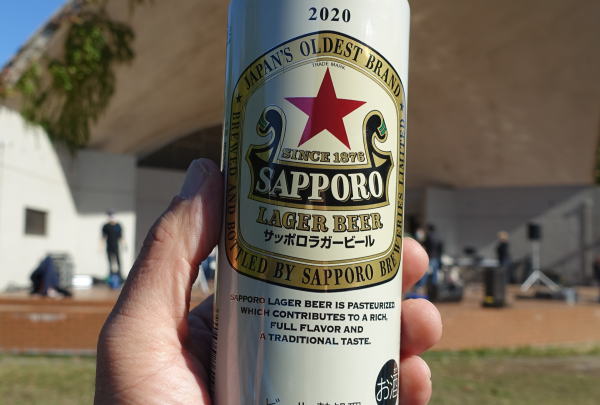 2020
JAPAN'S OLDEST BRAND
TRADE MARK
SINCE 1876
SAPPORO
LAGER BEER
サッポロラガービール
BREWED AND BOTTLED BY SAPPORO BREWERIES LIMITED
SAPPORO LAGER BEER IS PASTEURIZED,
WHICH CONTRIBUTES TO A RICH,
FULL FLAVOR AND
A TRADITIONAL TASTE.
お酒